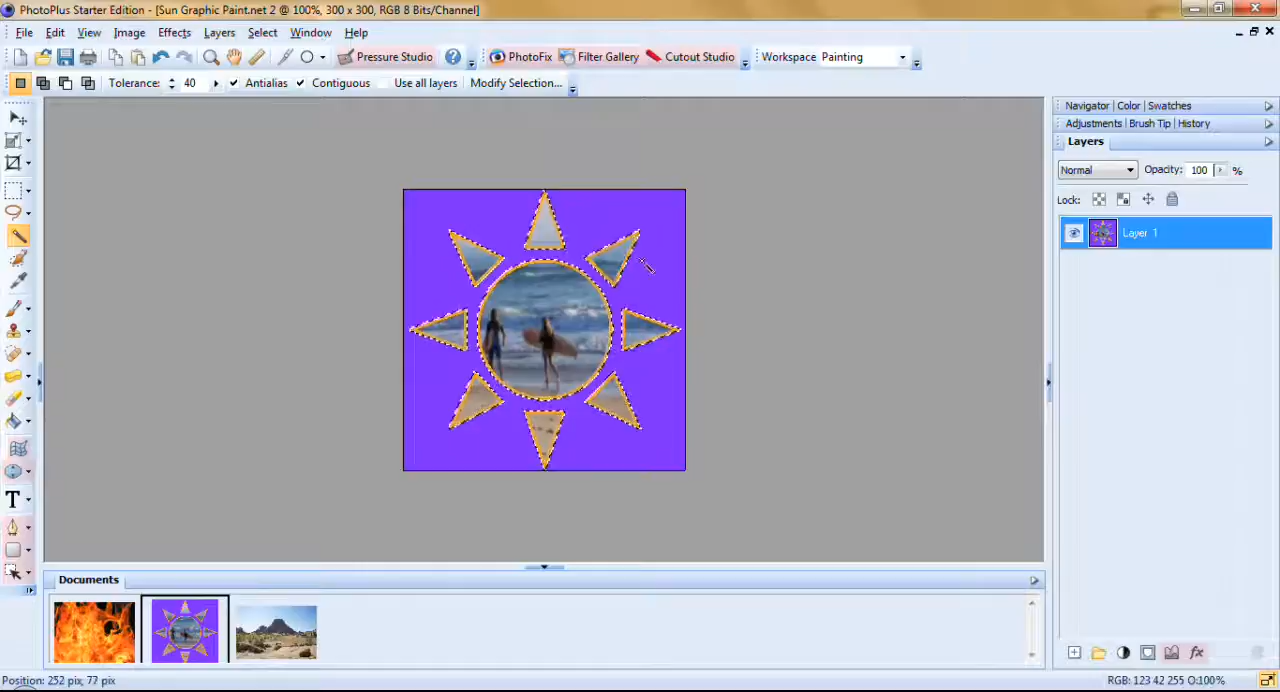 PhotoPlus Starter Edition - [Sun Graphic Paint.net 2 @ 100%, 300 x 300, RGB 8 Bits/Channel]
File Edit View Image Effects Layers Select Window Help
Pressure Studio PhotoFix Filter Gallery Cutout Studio Workspace Painting
Tolerance: 40 Antialias Contiguous Use all layers Modify Selection...
Navigator Color Swatches
Adjustments Brush Tip History
Layers
Normal Opacity: 100 %
Lock:
Layer 1
T
Documents
fx
Position: 252 pix, 77 pix RGB: 123 42 255 O:100%